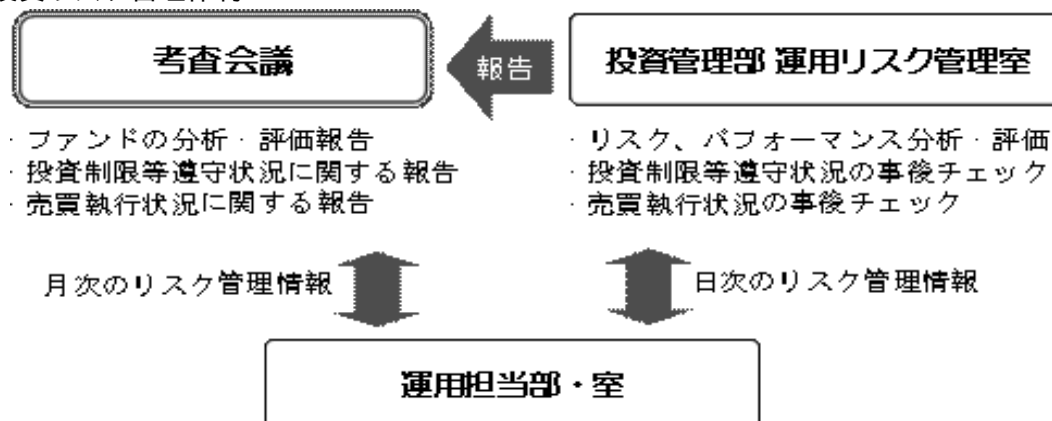 考査会議
報告
投資管理部 運用リスク管理室
· ファンドの分析・評価報告
· 投資制限等遵守状況に関する報告
· 売買執行状況に関する報告
· リスク、パフォーマンス分析・評価
· 投資制限等遵守状況の事後チェック
· 売買執行状況の事後チェック
月次のリスク管理情報
日次のリスク管理情報
運用担当部・室